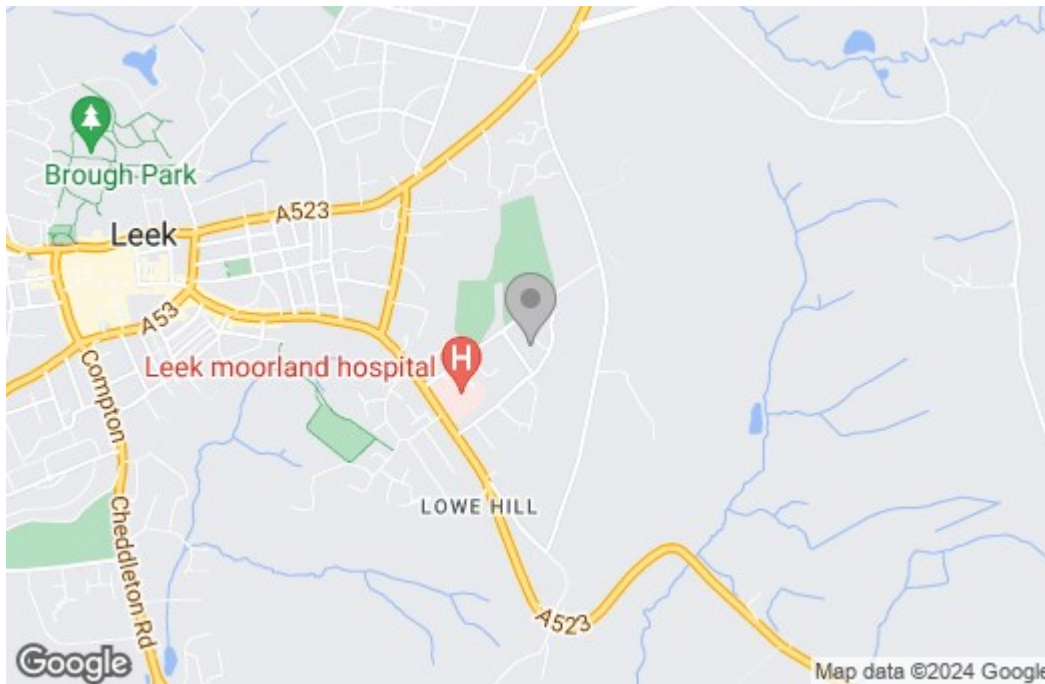 Brough Park
Leek
A523
A53
Leek moorland hospital
H
Compton
Cheddleton Rd
LOWE HILL
A523
Google
Map data ©2024 Google